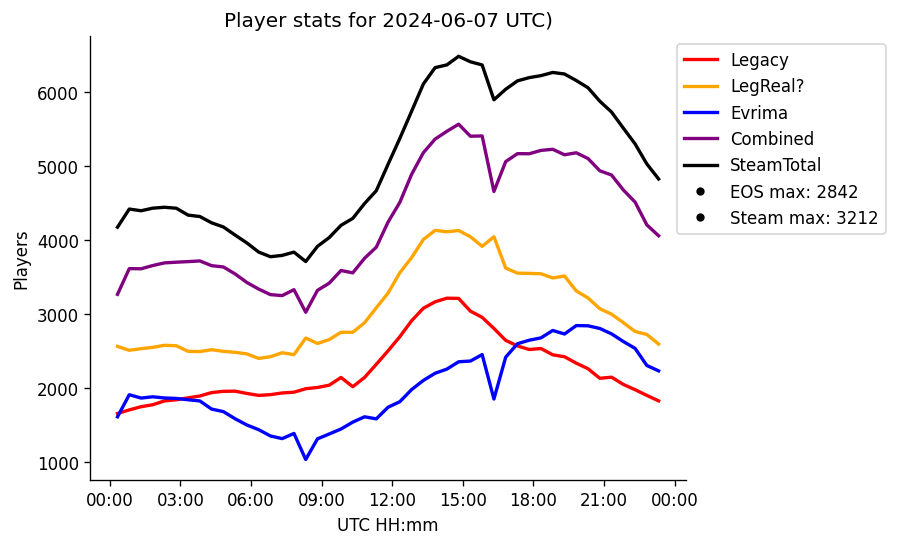 Player stats for 2024-06-07 UTC)
Legacy
LegReal?
Evrima
Combined
SteamTotal
EOS max: 2842
Steam max: 3212
Players
6000
5000
4000
3000
2000
1000
00:00 03:00 06:00 09:00 12:00 15:00 18:00 21:00 00:00
UTC HH:mm